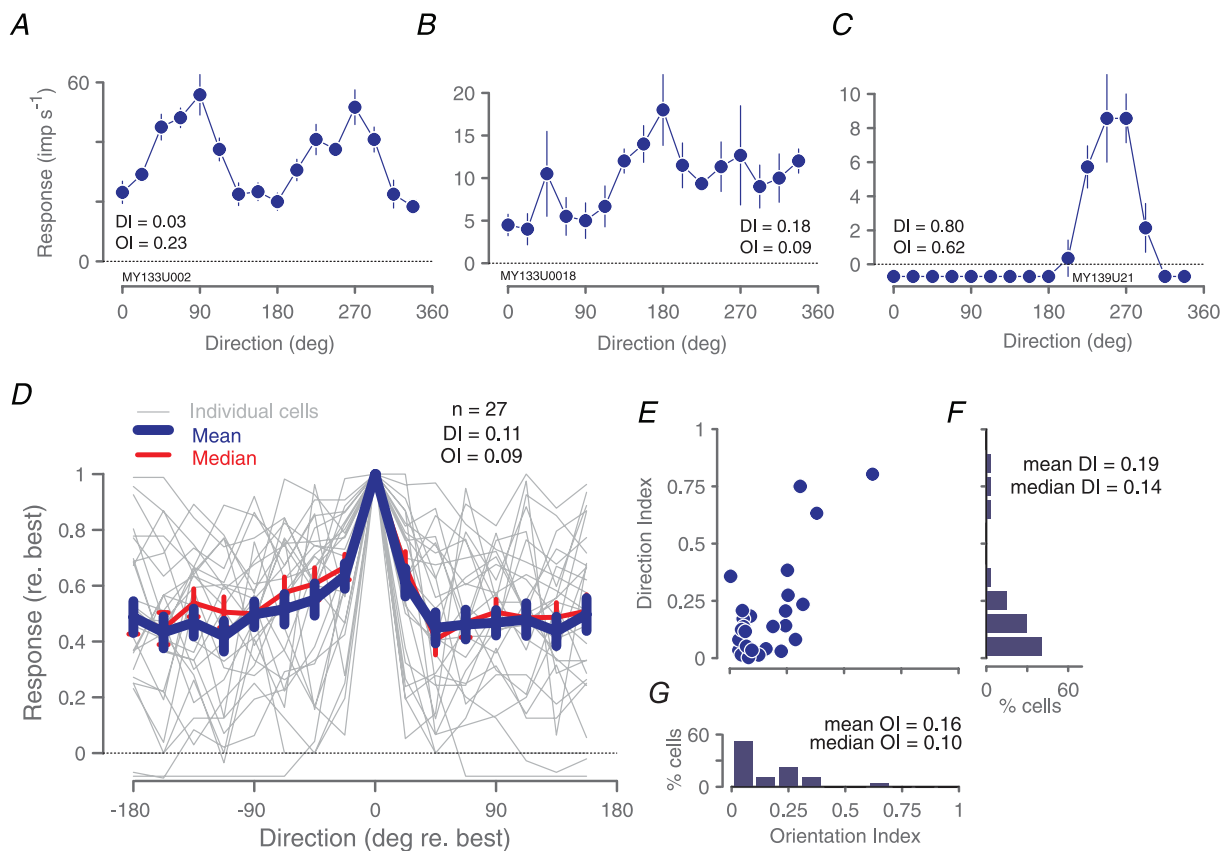 A
B
C
Response (imp s⁻¹)
60
40
20
0
DI = 0.03
OI = 0.23
MY133U002
0 90 180 270 360
Direction (deg)
20
15
10
5
0
DI = 0.18
OI = 0.09
MY133U0018
0 90 180 270 360
Direction (deg)
10
8
6
4
2
0
DI = 0.80
OI = 0.62
MY139U21
0 90 180 270 360
Direction (deg)
D
Individual cells
Mean
Median
n = 27
DI = 0.11
OI = 0.09
Response (re. best)
1
0.8
0.6
0.4
0.2
0
-180 -90 0 90 180
Direction (deg re. best)
E
Direction Index
1
0.75
0.5
0.25
0
F
mean DI = 0.19
median DI = 0.14
0 60
% cells
G
mean OI = 0.16
median OI = 0.10
% cells
60
0
0 0.25 0.5 0.75 1
Orientation Index